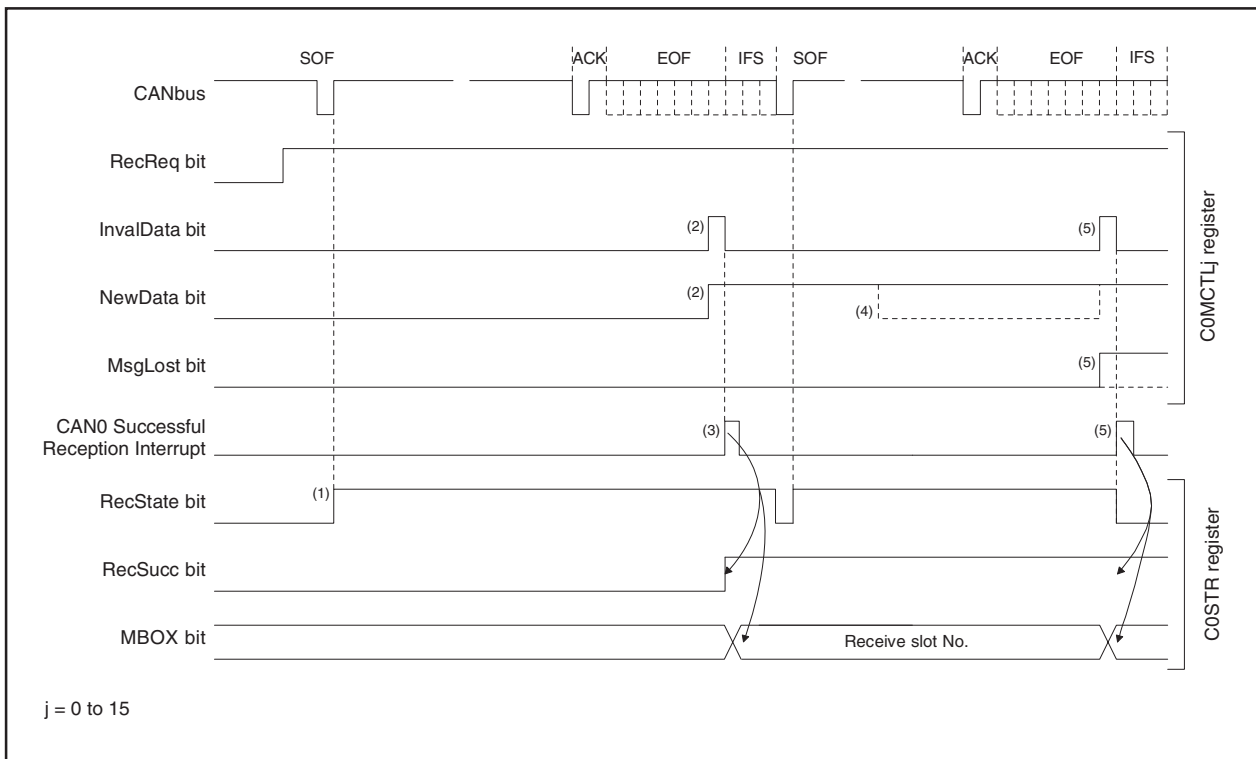 SOF ACK EOF IFS SOF ACK EOF IFS
CANbus
RecReq bit
InvalData bit (2) (5)
NewData bit (2) (4)
MsgLost bit (5)
C0MCTLj register
CAN0 Successful
Reception Interrupt (3) (5)
RecState bit (1)
RecSucc bit
MBOX bit Receive slot No.
C0STR register
j = 0 to 15